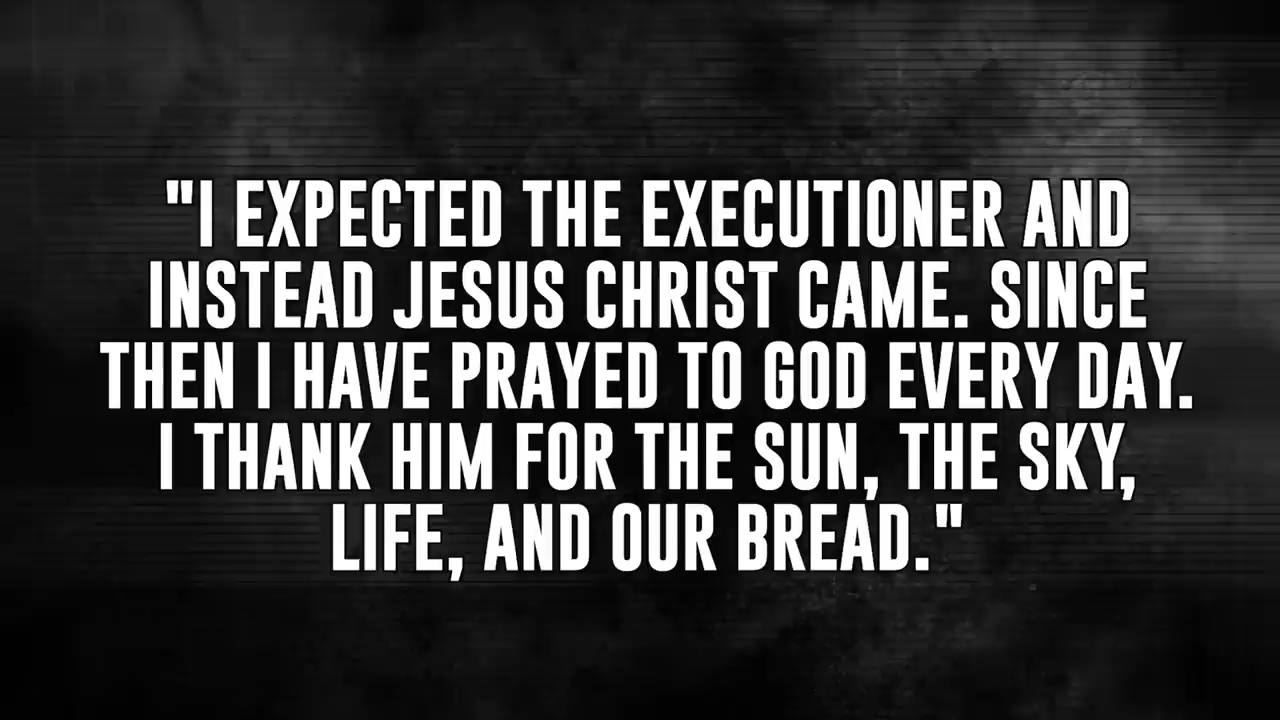 "I EXPECTED THE EXECUTIONER AND
INSTEAD JESUS CHRIST CAME. SINCE
THEN I HAVE PRAYED TO GOD EVERY DAY.
I THANK HIM FOR THE SUN, THE SKY,
LIFE, AND OUR BREAD."